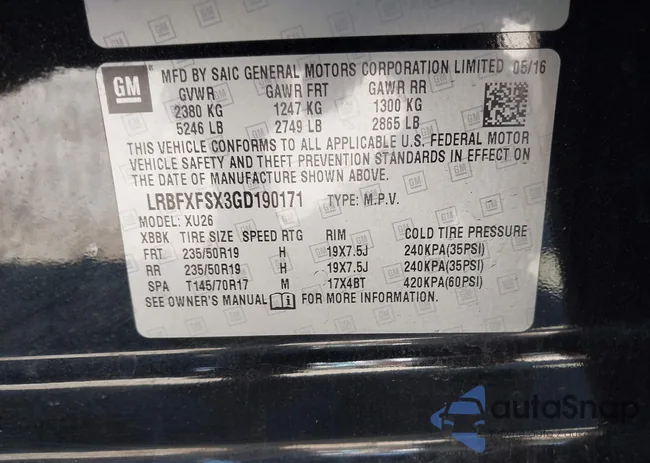 GM
MFD BY SAIC GENERAL MOTORS CORPORATION LIMITED 05/16
GVWR GAWR FRT GAWR RR
2380 KG 1247 KG 1300 KG
5246 LB 2749 LB 2865 LB
THIS VEHICLE CONFORMS TO ALL APPLICABLE U.S. FEDERAL MOTOR
VEHICLE SAFETY AND THEFT PREVENTION STANDARDS IN EFFECT ON
THE DATE OF MANUFACTURE SHOWN ABOVE.
LRBFXFSX3GD190171 TYPE: M.P.V.
MODEL: XU26
XBBK TIRE SIZE SPEED RTG RIM COLD TIRE PRESSURE
FRT 235/50R19 H 19X7.5J 240KPA(35PSI)
RR 235/50R19 H 19X7.5J 240KPA(35PSI)
SPA T145/70R17 M 17X4BT 420KPA(60PSI)
SEE OWNER'S MANUAL FOR MORE INFORMATION.
autoSnap